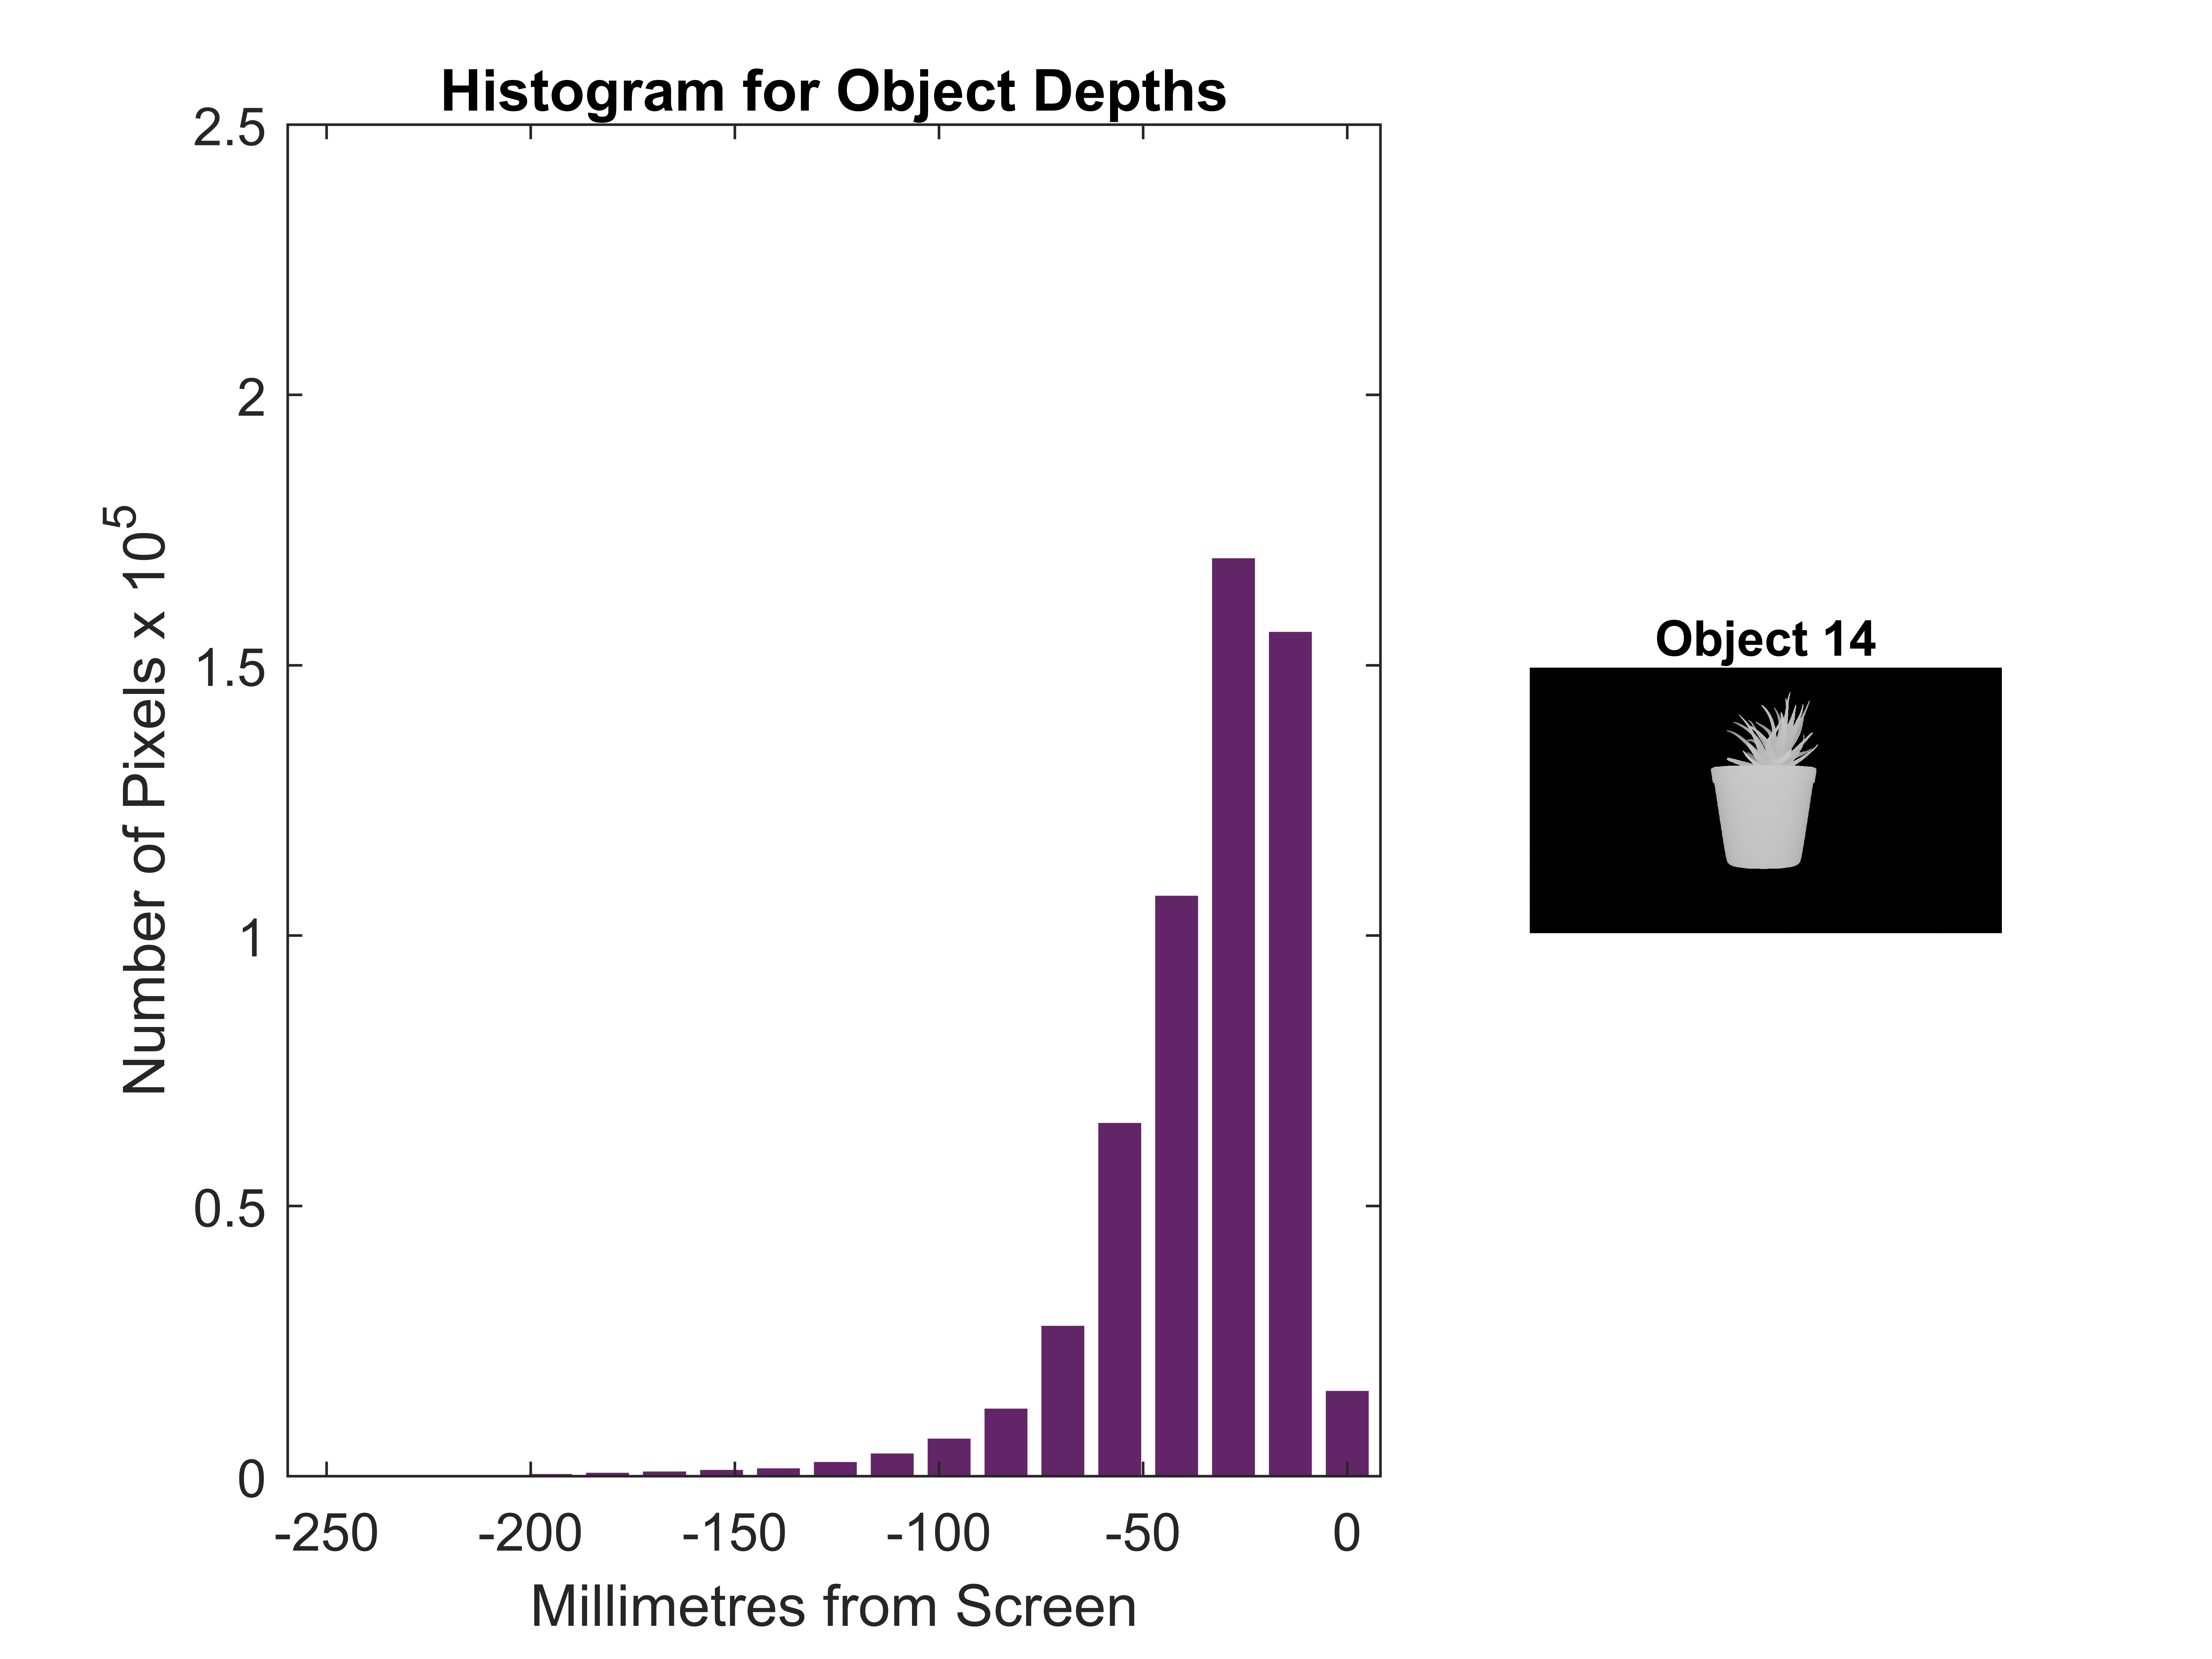 Histogram for Object Depths
2.5
2
1.5
1
0.5
0
Number of Pixels x 10^5
-250 -200 -150 -100 -50 0
Millimetres from Screen
Object 14